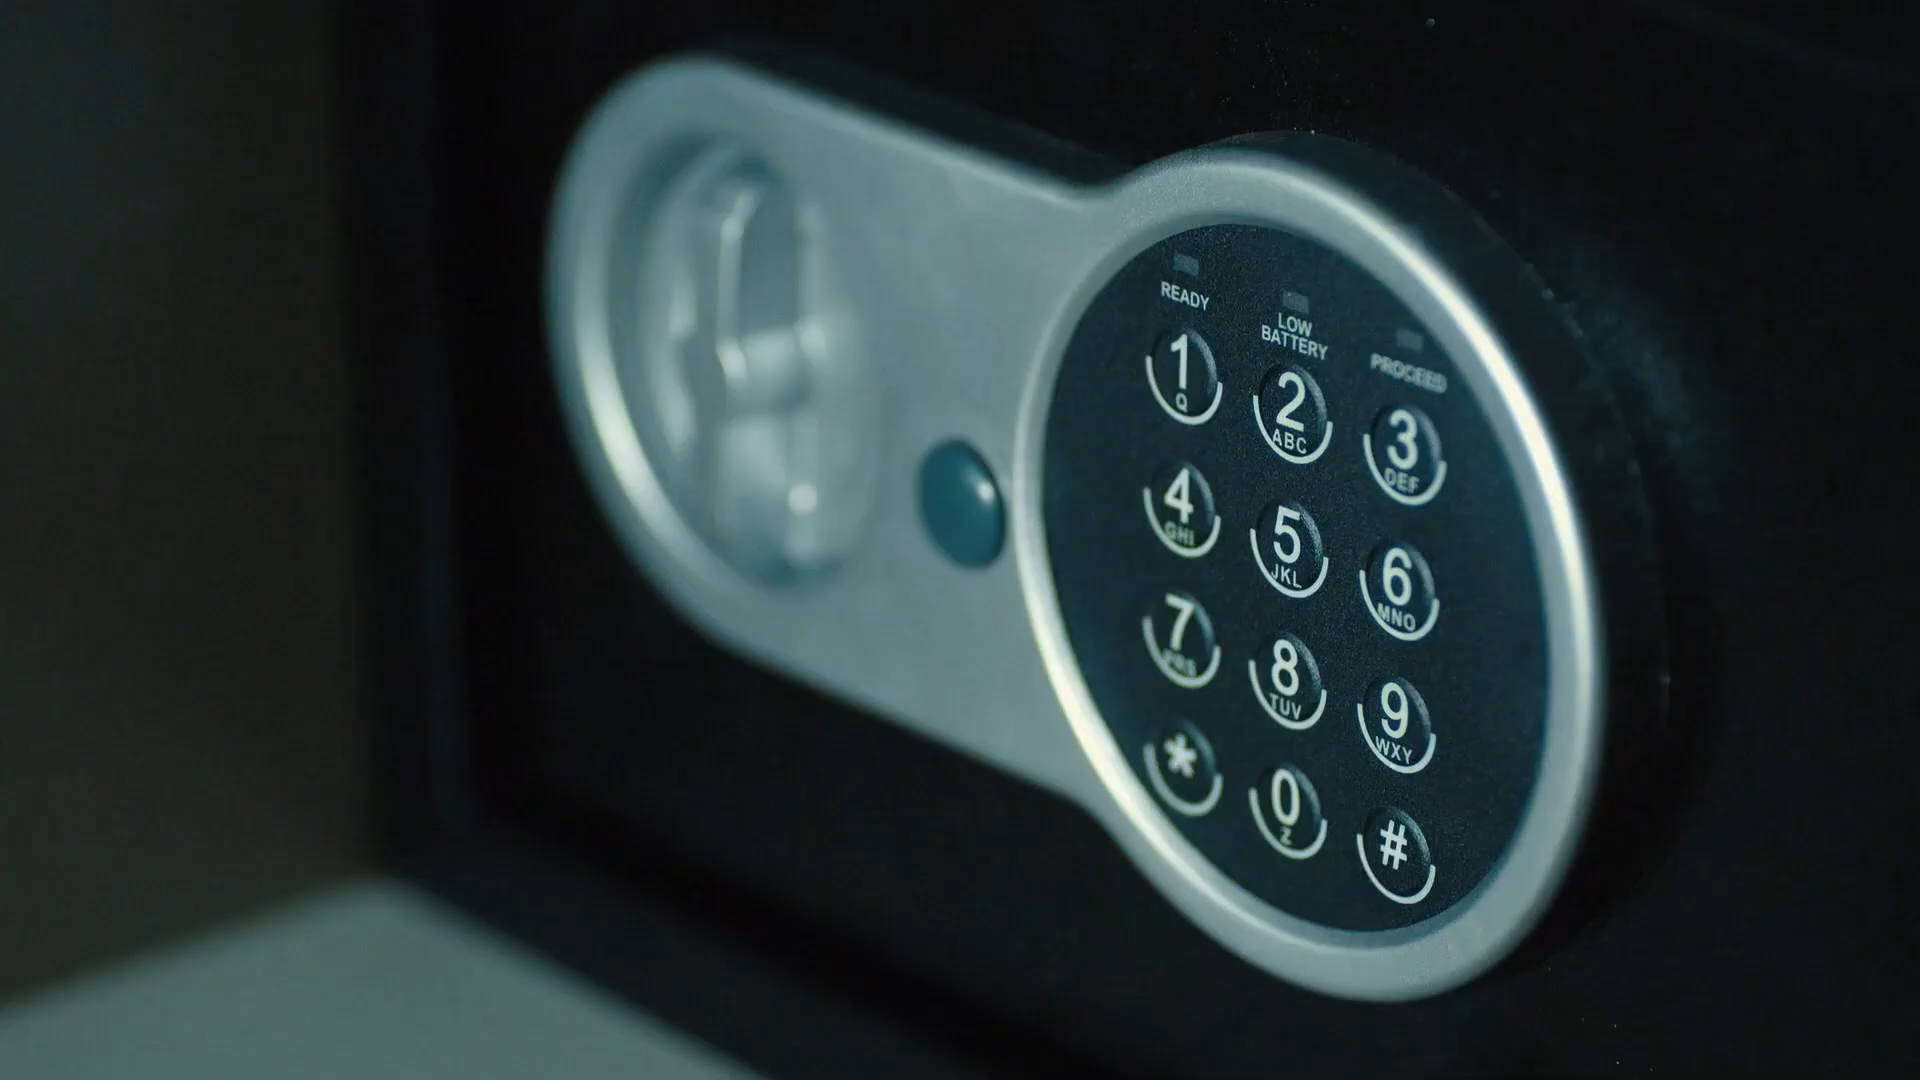 READY
LOW
BATTERY
PROCEED
1
Q
2
ABC
3
DEF
4
GHI
5
JKL
6
MNO
7
PRS
8
TUV
9
WXY
*
0
Z
#